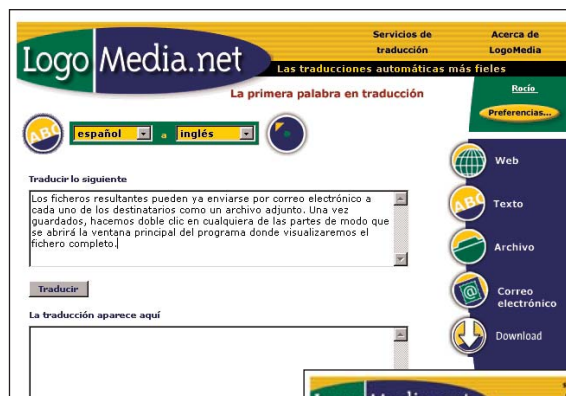 Servicios de traducción
Acerca de LogoMedia
LogoMedia.net
Las traducciones automáticas más fieles
La primera palabra en traducción
Rocío
Preferencias...
ABC
español
a
inglés
Web
Traducir lo siguiente
Los ficheros resultantes pueden ya enviarse por correo electrónico a
cada uno de los destinatarios como un archivo adjunto. Una vez
guardados, hacemos doble clic en cualquiera de las partes de modo que
se abrirá la ventana principal del programa donde visualizaremos el
fichero completo.
ABC
Texto
Archivo
Traducir
@
Correo
electrónico
La traducción aparece aquí
Download